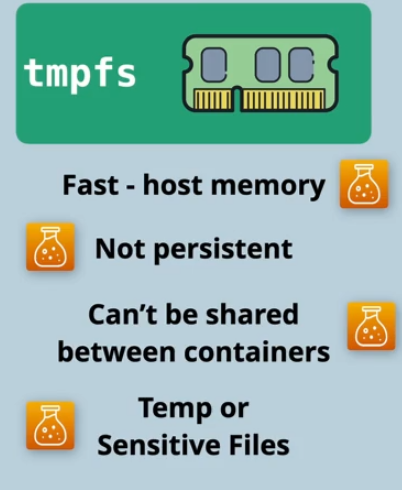 tmpfs
Fast - host memory
Not persistent
Can’t be shared
between containers
Temp or
Sensitive Files